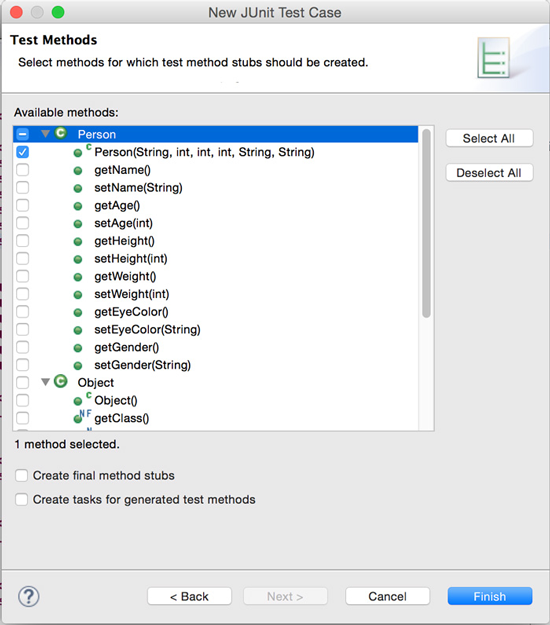 New JUnit Test Case
Test Methods
Select methods for which test method stubs should be created.
Available methods:
C Person
C Person(String, int, int, int, String, String)
getName()
setName(String)
getAge()
setAge(int)
getHeight()
setHeight(int)
getWeight()
setWeight(int)
getEyeColor()
setEyeColor(String)
getGender()
setGender(String)
C Object
C Object()
N F getClass()
Select All
Deselect All
1 method selected.
Create final method stubs
Create tasks for generated test methods
?
< Back
Next >
Cancel
Finish